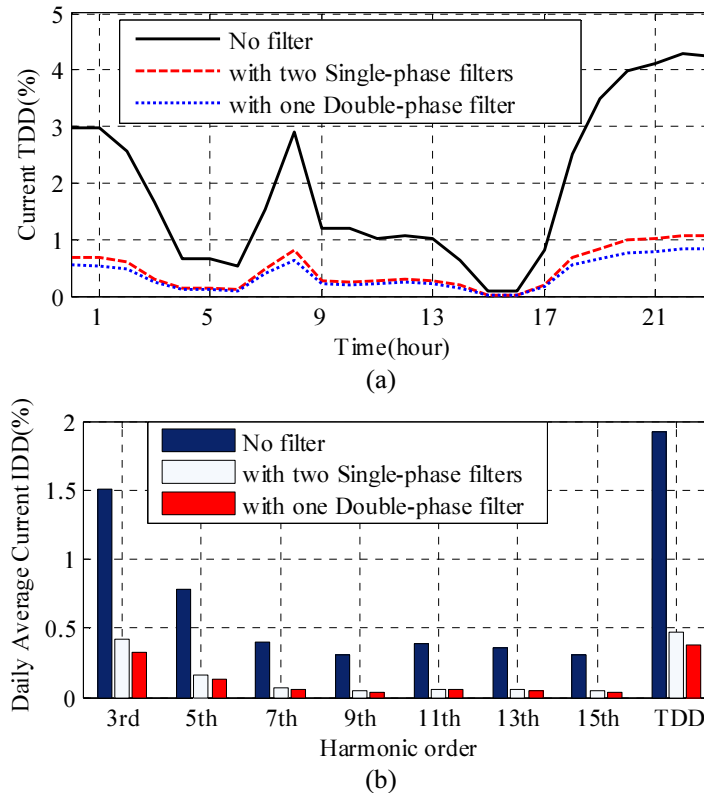 5
4
3
2
1
0
Current TDD(%)
No filter
with two Single-phase filters
with one Double-phase filter
1 5 9 13 17 21
Time(hour)
(a)
2
1.5
1
0.5
0
Daily Average Current IDD(%)
No filter
with two Single-phase filters
with one Double-phase filter
3rd 5th 7th 9th 11th 13th 15th TDD
Harmonic order
(b)